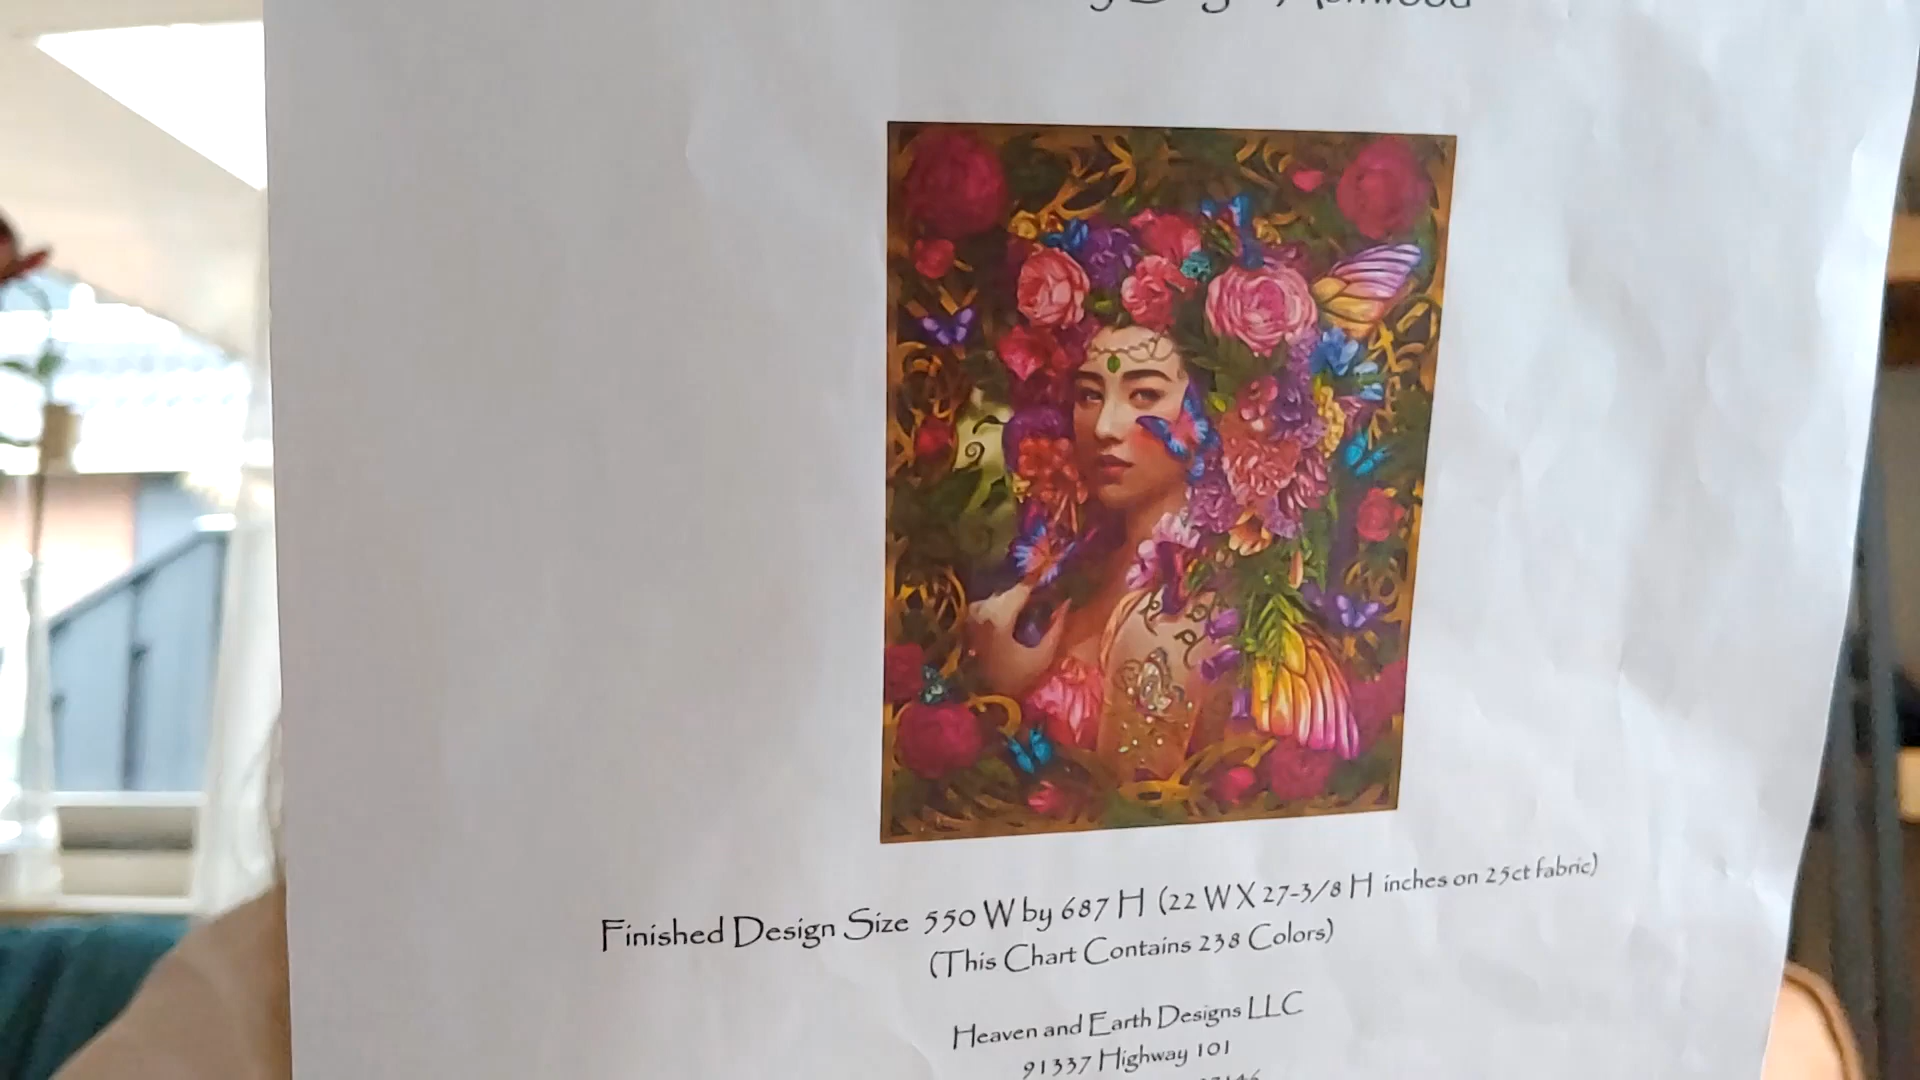 Finished Design Size 550 W by 687 H (22 W X 27-3/8 H inches on 25ct fabric)
(This Chart Contains 238 Colors)
Heaven and Earth Designs LLC
91337 Highway 101